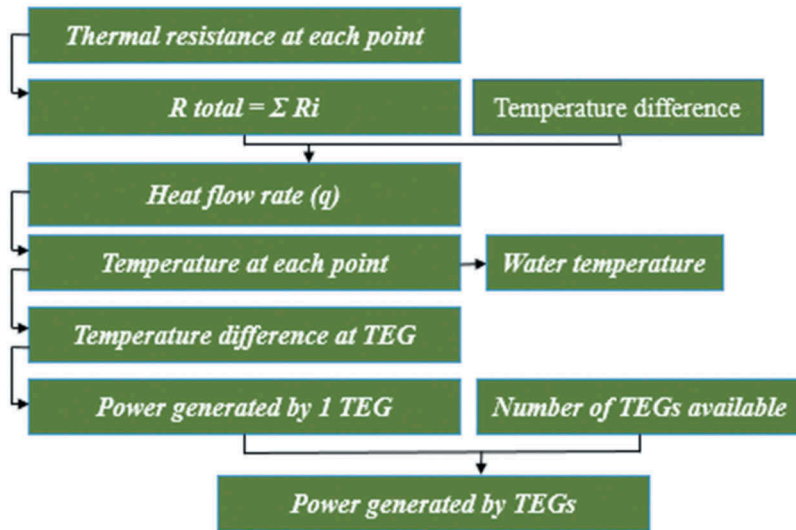 Thermal resistance at each point
R total = Σ Ri
Temperature difference
Heat flow rate (q)
Temperature at each point
Water temperature
Temperature difference at TEG
Power generated by 1 TEG
Number of TEGs available
Power generated by TEGs